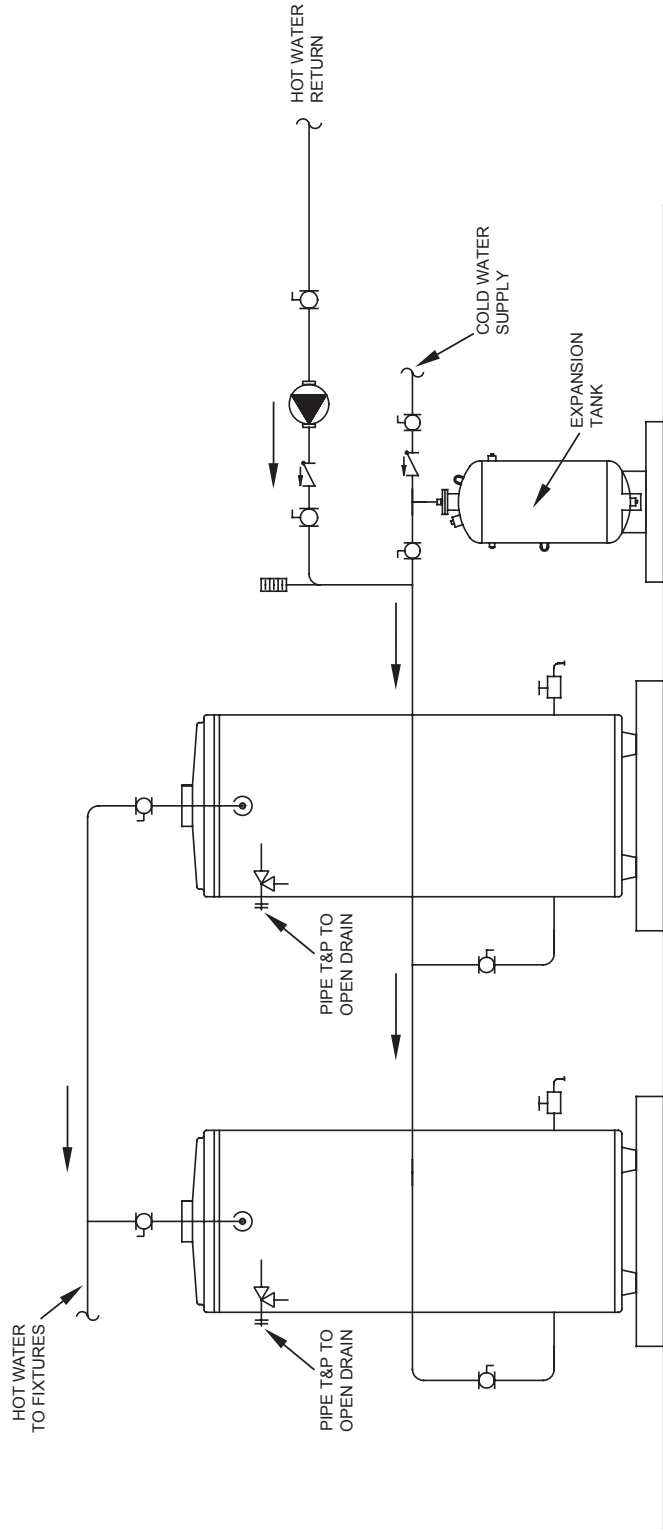 HOT WATER
TO FIXTURES
PIPE T&P TO
OPEN DRAIN
PIPE T&P TO
OPEN DRAIN
HOT WATER
RETURN
COLD WATER
SUPPLY
EXPANSION
TANK